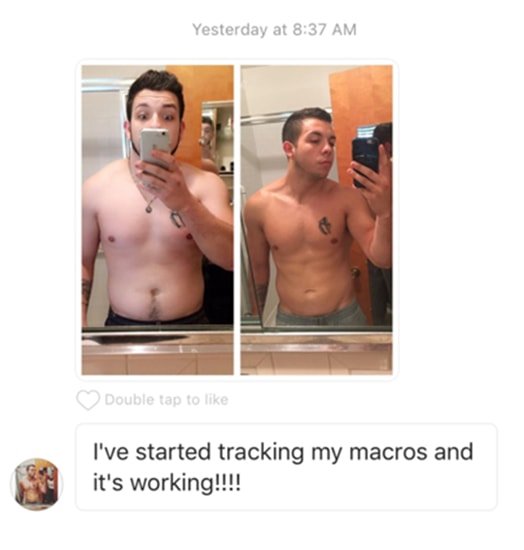 Yesterday at 8:37 AM
Double tap to like
I've started tracking my macros and
it's working!!!!